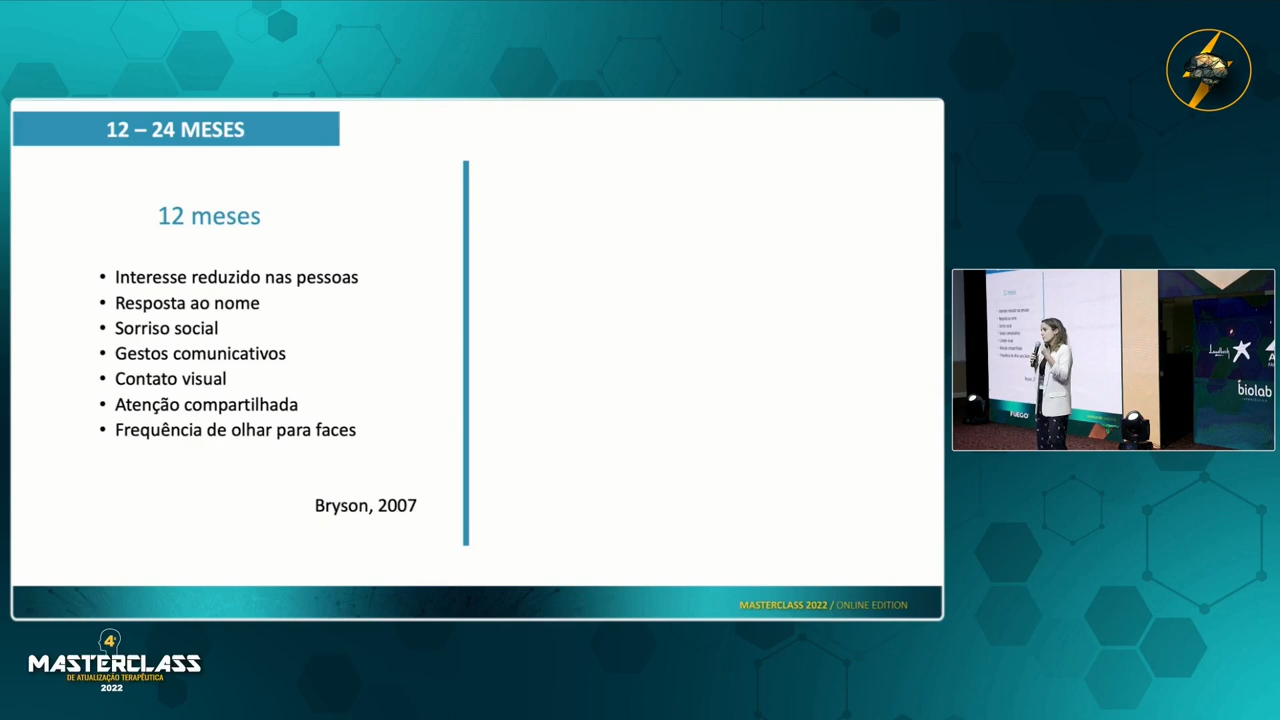 12 – 24 MESES
12 meses
• Interesse reduzido nas pessoas
• Resposta ao nome
• Sorriso social
• Gestos comunicativos
• Contato visual
• Atenção compartilhada
• Frequência de olhar para faces
Bryson, 2007
MASTERCLASS 2022 / ONLINE EDITION
biolab
4ª
MASTERCLASS
DE ATUALIZAÇÃO TERAPÊUTICA
2022